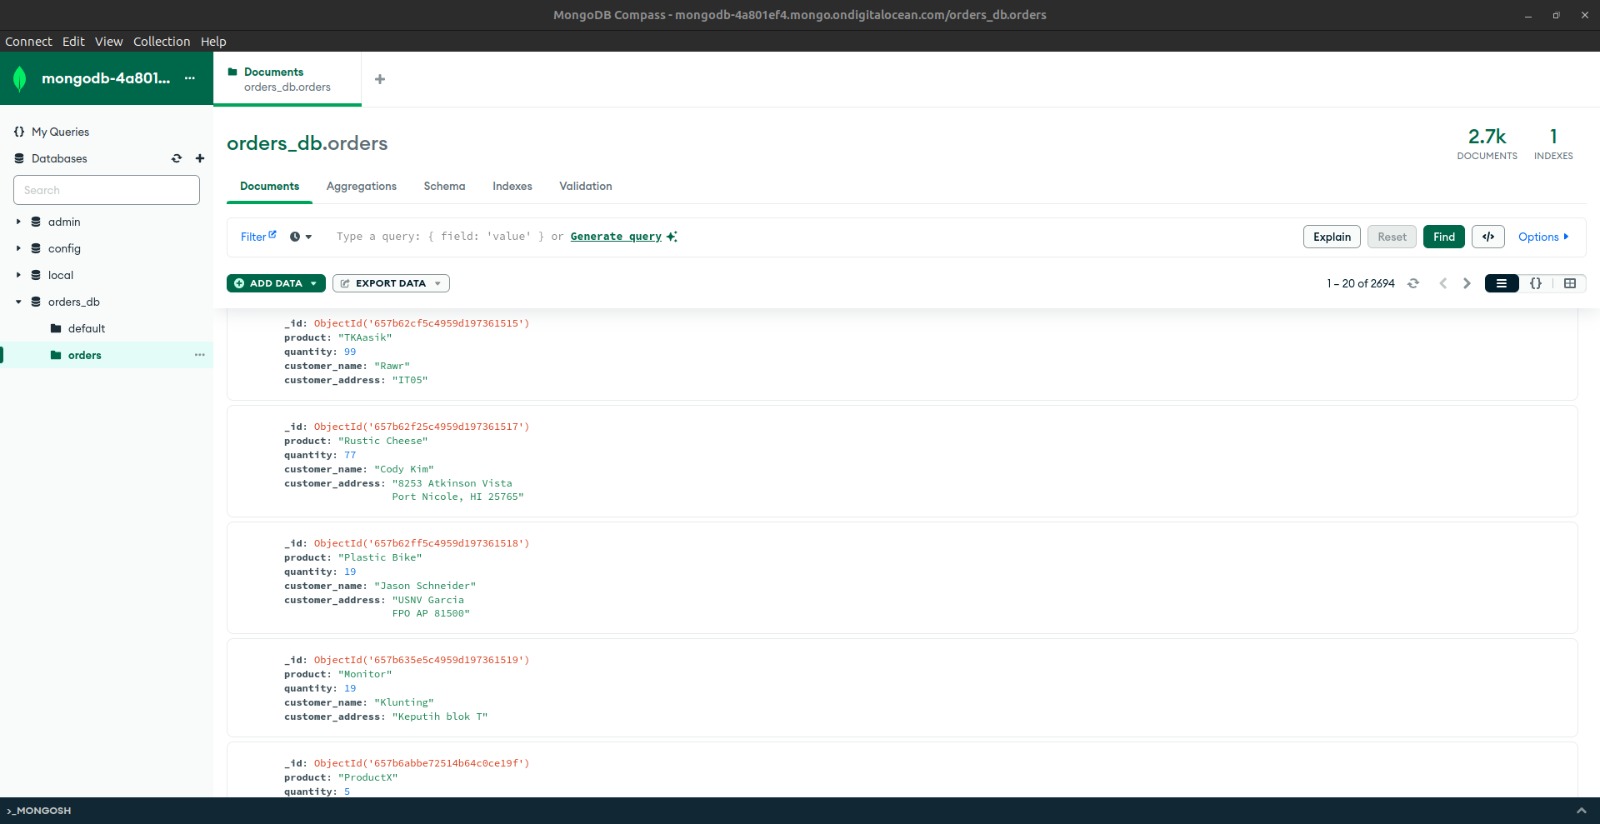 MongoDB Compass - mongodb-4a801ef4.mongo.ondigitalocean.com/orders_db.orders
Connect Edit View Collection Help
mongodb-4a801... ...
Documents
orders_db.orders
My Queries
Databases
Search
admin
config
local
orders_db
default
orders
orders_db.orders
2.7k
DOCUMENTS
1
INDEXES
Documents Aggregations Schema Indexes Validation
Filter Type a query: { field: 'value' } or Generate query Explain Reset Find </> Options
ADD DATA EXPORT DATA 1 – 20 of 2694 {}
_id: ObjectId('657b62cf5c4959d197361515')
product: "TKAasik"
quantity: 99
customer_name: "Rawr"
customer_address: "IT05"
_id: ObjectId('657b62f25c4959d197361517')
product: "Rustic Cheese"
quantity: 77
customer_name: "Cody Kim"
customer_address: "8253 Atkinson Vista
Port Nicole, HI 25765"
_id: ObjectId('657b62ff5c4959d197361518')
product: "Plastic Bike"
quantity: 19
customer_name: "Jason Schneider"
customer_address: "USNV Garcia
FPO AP 81500"
_id: ObjectId('657b635e5c4959d197361519')
product: "Monitor"
quantity: 19
customer_name: "Klunting"
customer_address: "Keputih blok T"
_id: ObjectId('657b6abbe72514b64c0ce19f')
product: "ProductX"
quantity: 5
>_MONGOSH